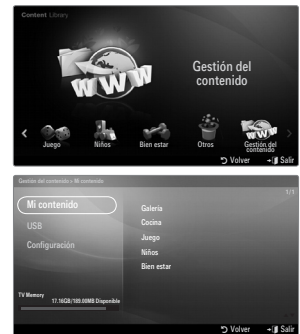 Content Library
Gestión del
contenido
WWW
Juego
Niños
Bien estar
Otros
Gestión del
contenido
Volver
Salir
Gestión del contenido > Mi contenido
1/1
Mi contenido
USB
Configuración
Galería
Cocina
Juego
Niños
Bien estar
TV Memory
17.16GB/189.00MB Disponible
Volver
Salir